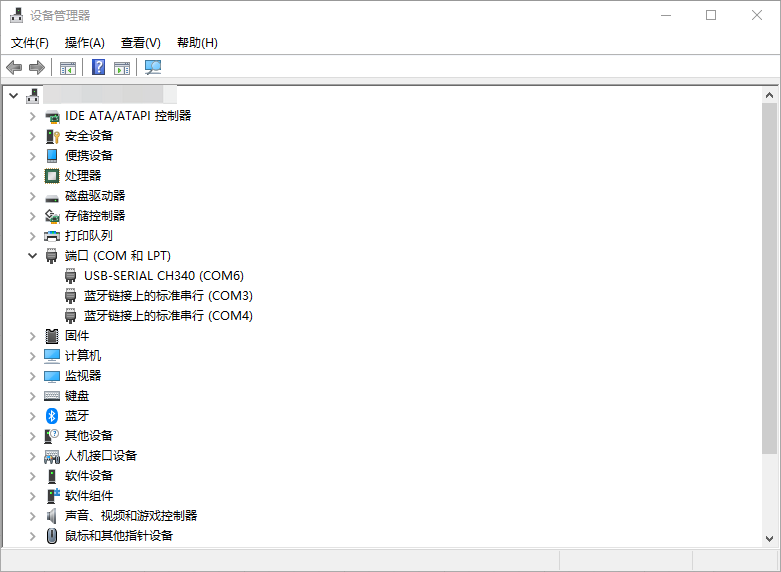 设备管理器
文件(F) 操作(A) 查看(V) 帮助(H)
IDE ATA/ATAPI 控制器
安全设备
便携设备
处理器
磁盘驱动器
存储控制器
打印队列
端口 (COM 和 LPT)
USB-SERIAL CH340 (COM6)
蓝牙链接上的标准串行 (COM3)
蓝牙链接上的标准串行 (COM4)
固件
计算机
监视器
键盘
蓝牙
其他设备
人机接口设备
软件设备
软件组件
声音、视频和游戏控制器
鼠标和其他指针设备